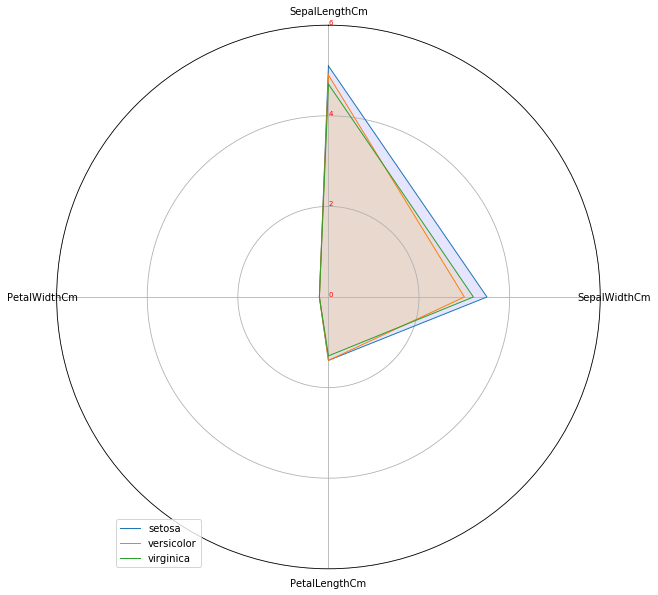 SepalLengthCm
6
4
2
0
PetalWidthCm
SepalWidthCm
setosa
versicolor
virginica
PetalLengthCm